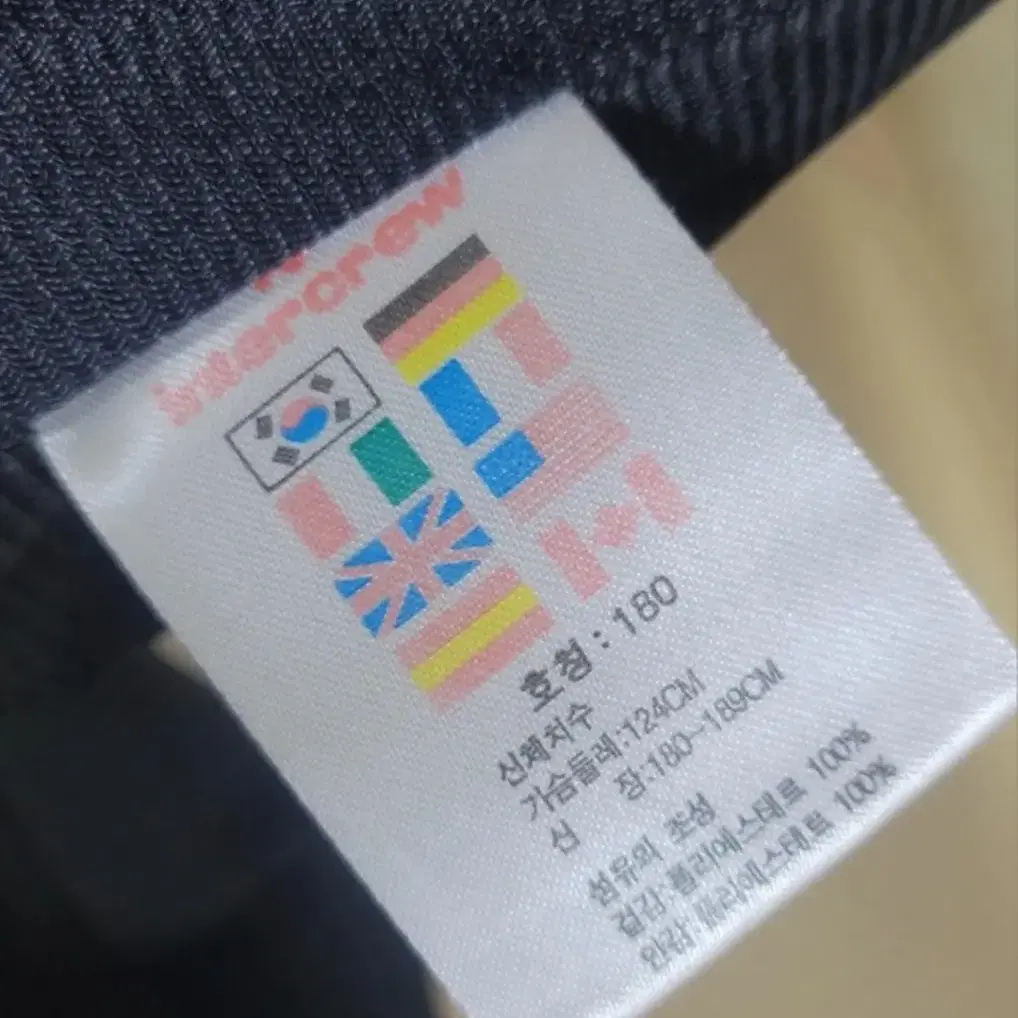 intercrew
호칭 : 180
신체치수
가슴둘레:124CM
신 장:180~189CM
섬유의 조성
겉감:폴리에스테르 100%
안감:폴리에스테르 100%